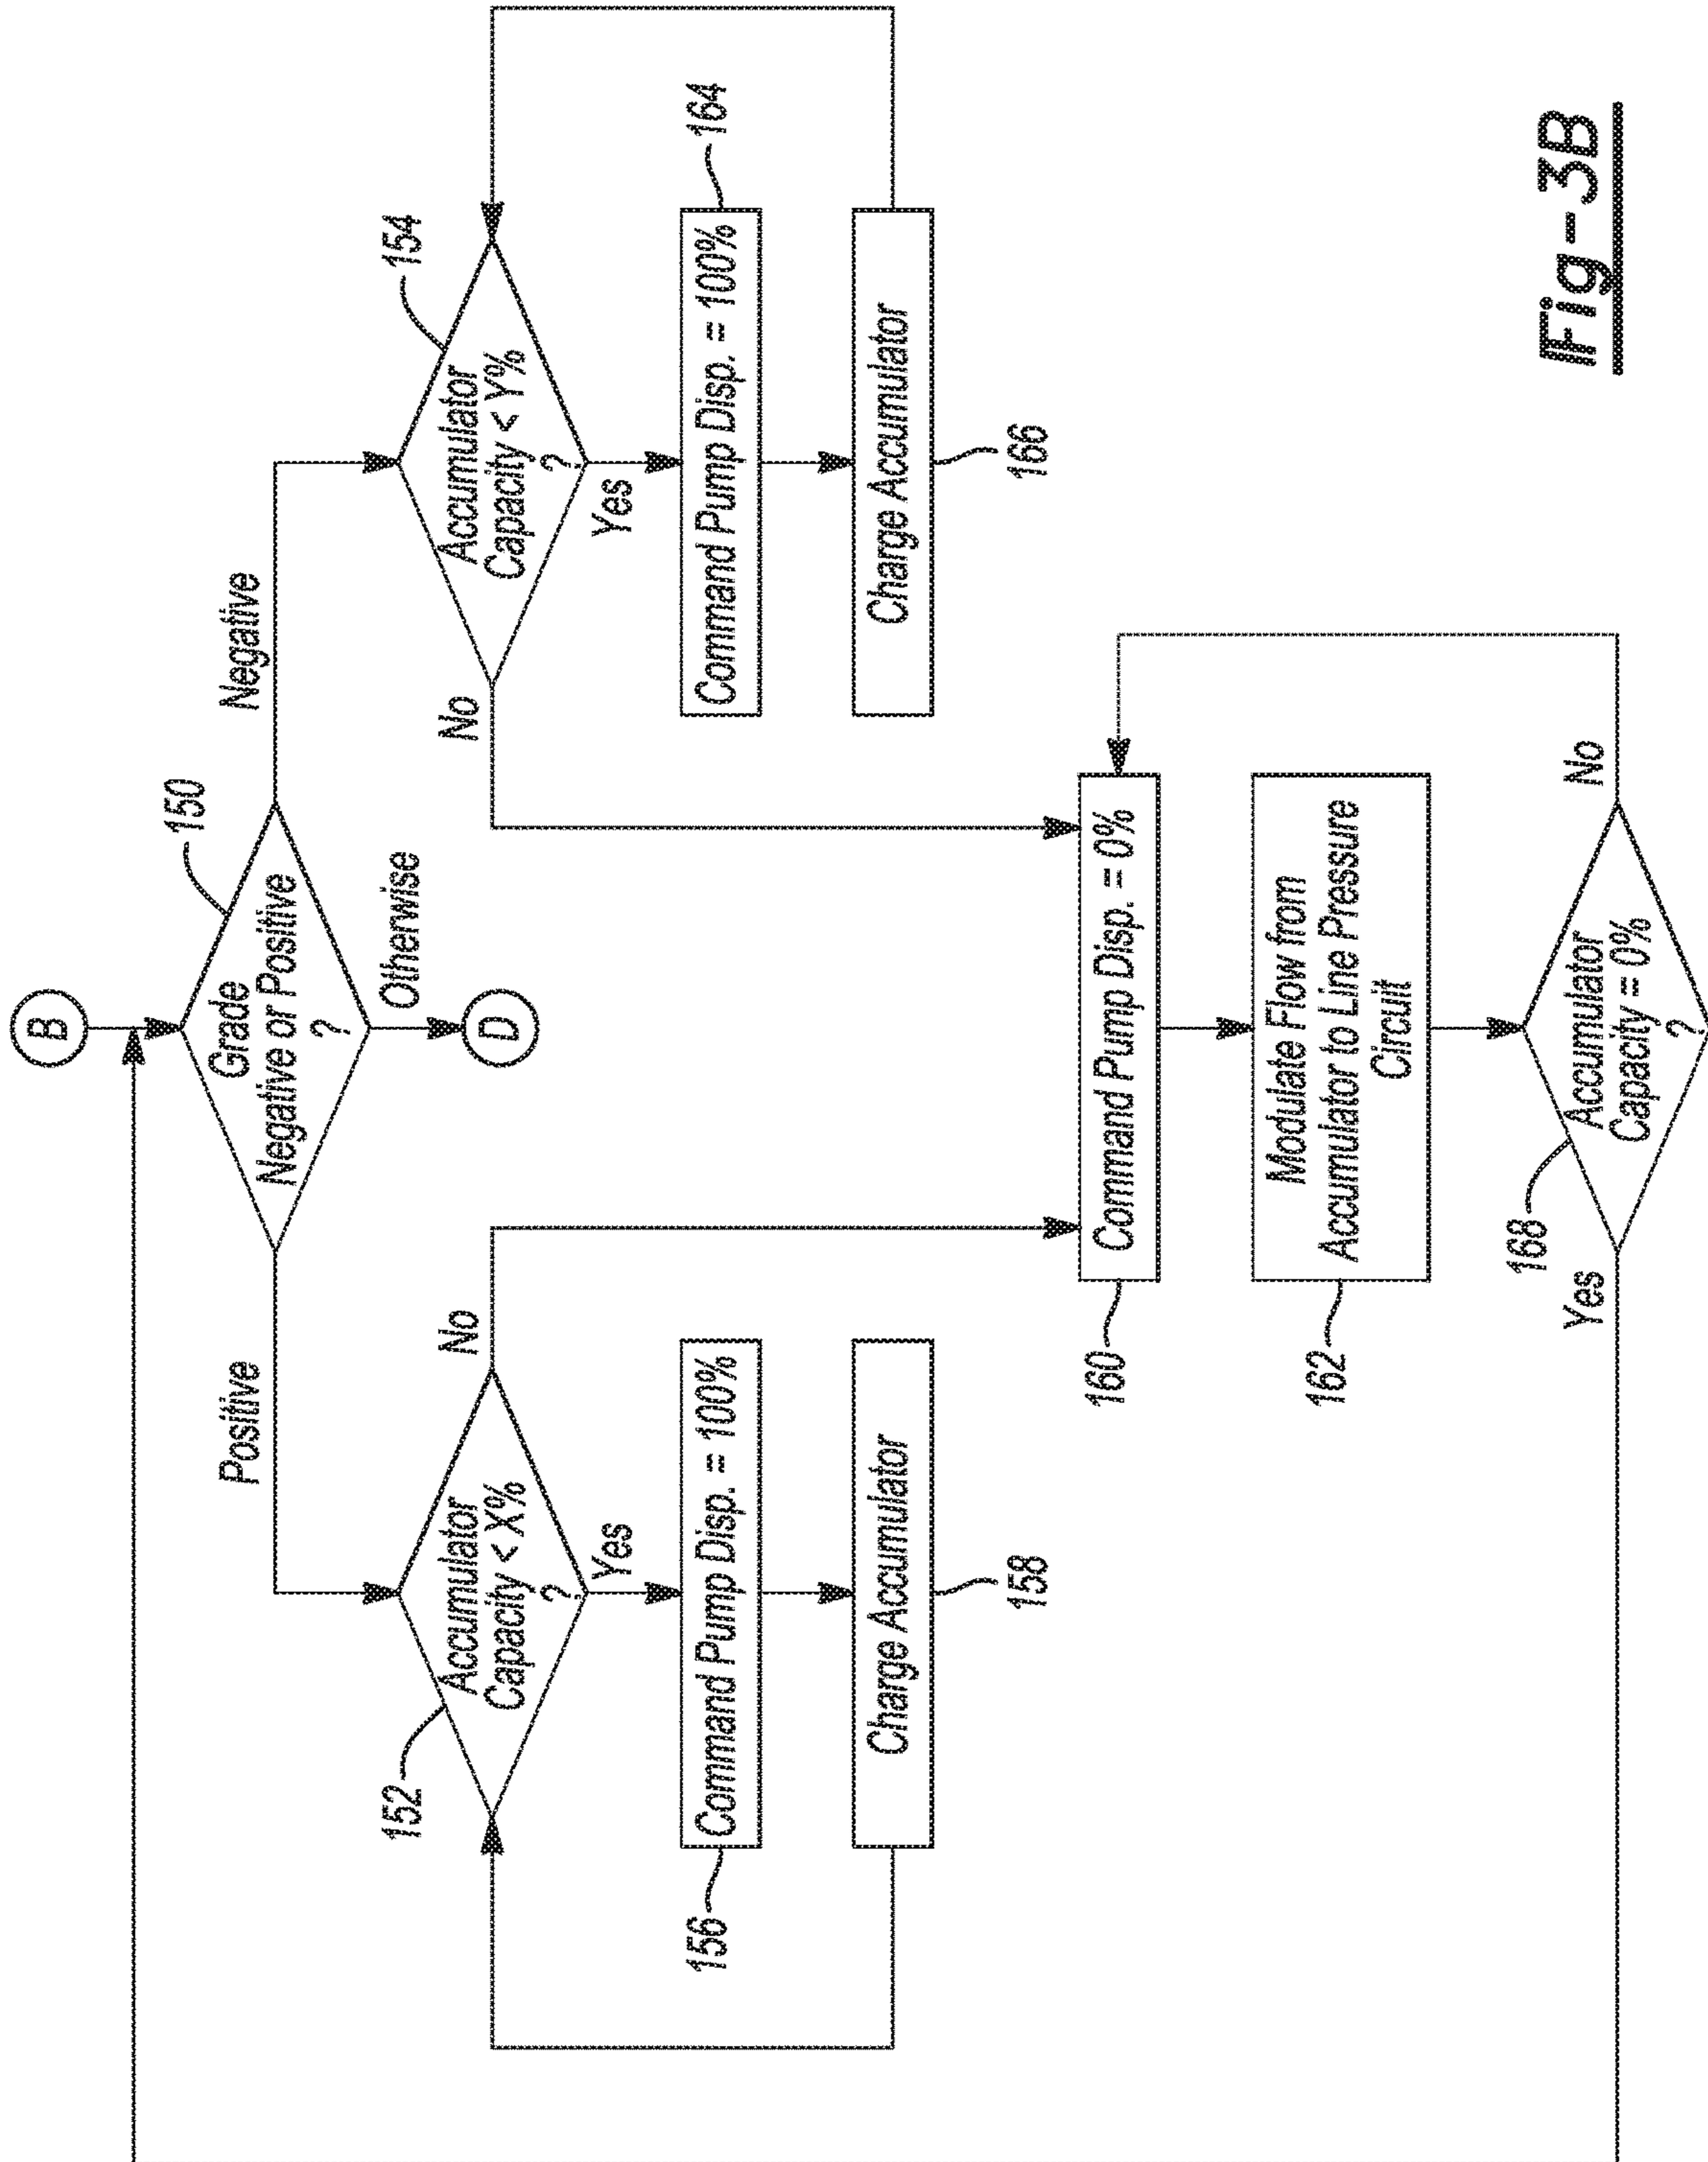 B
150
Grade
Negative or Positive
?
Positive
Negative
Otherwise
D
152
Accumulator
Capacity < X%
?
No
Yes
154
Accumulator
Capacity < Y%
?
No
Yes
156
Command Pump Disp. = 100%
Charge Accumulator
158
164
Command Pump Disp. = 100%
Charge Accumulator
166
160
Command Pump Disp. = 0%
162
Modulate Flow from
Accumulator to Line Pressure
Circuit
168
Accumulator
Capacity = 0%
?
Yes
No
Fig-3B